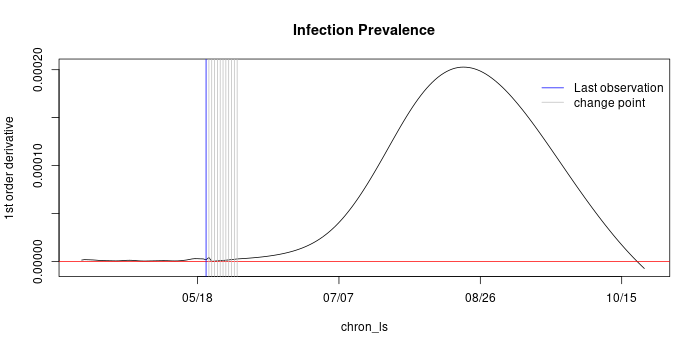 Infection Prevalence
1st order derivative
0.00020
0.00010
0.00000
Last observation
change point
05/18
07/07
08/26
10/15
chron_ls